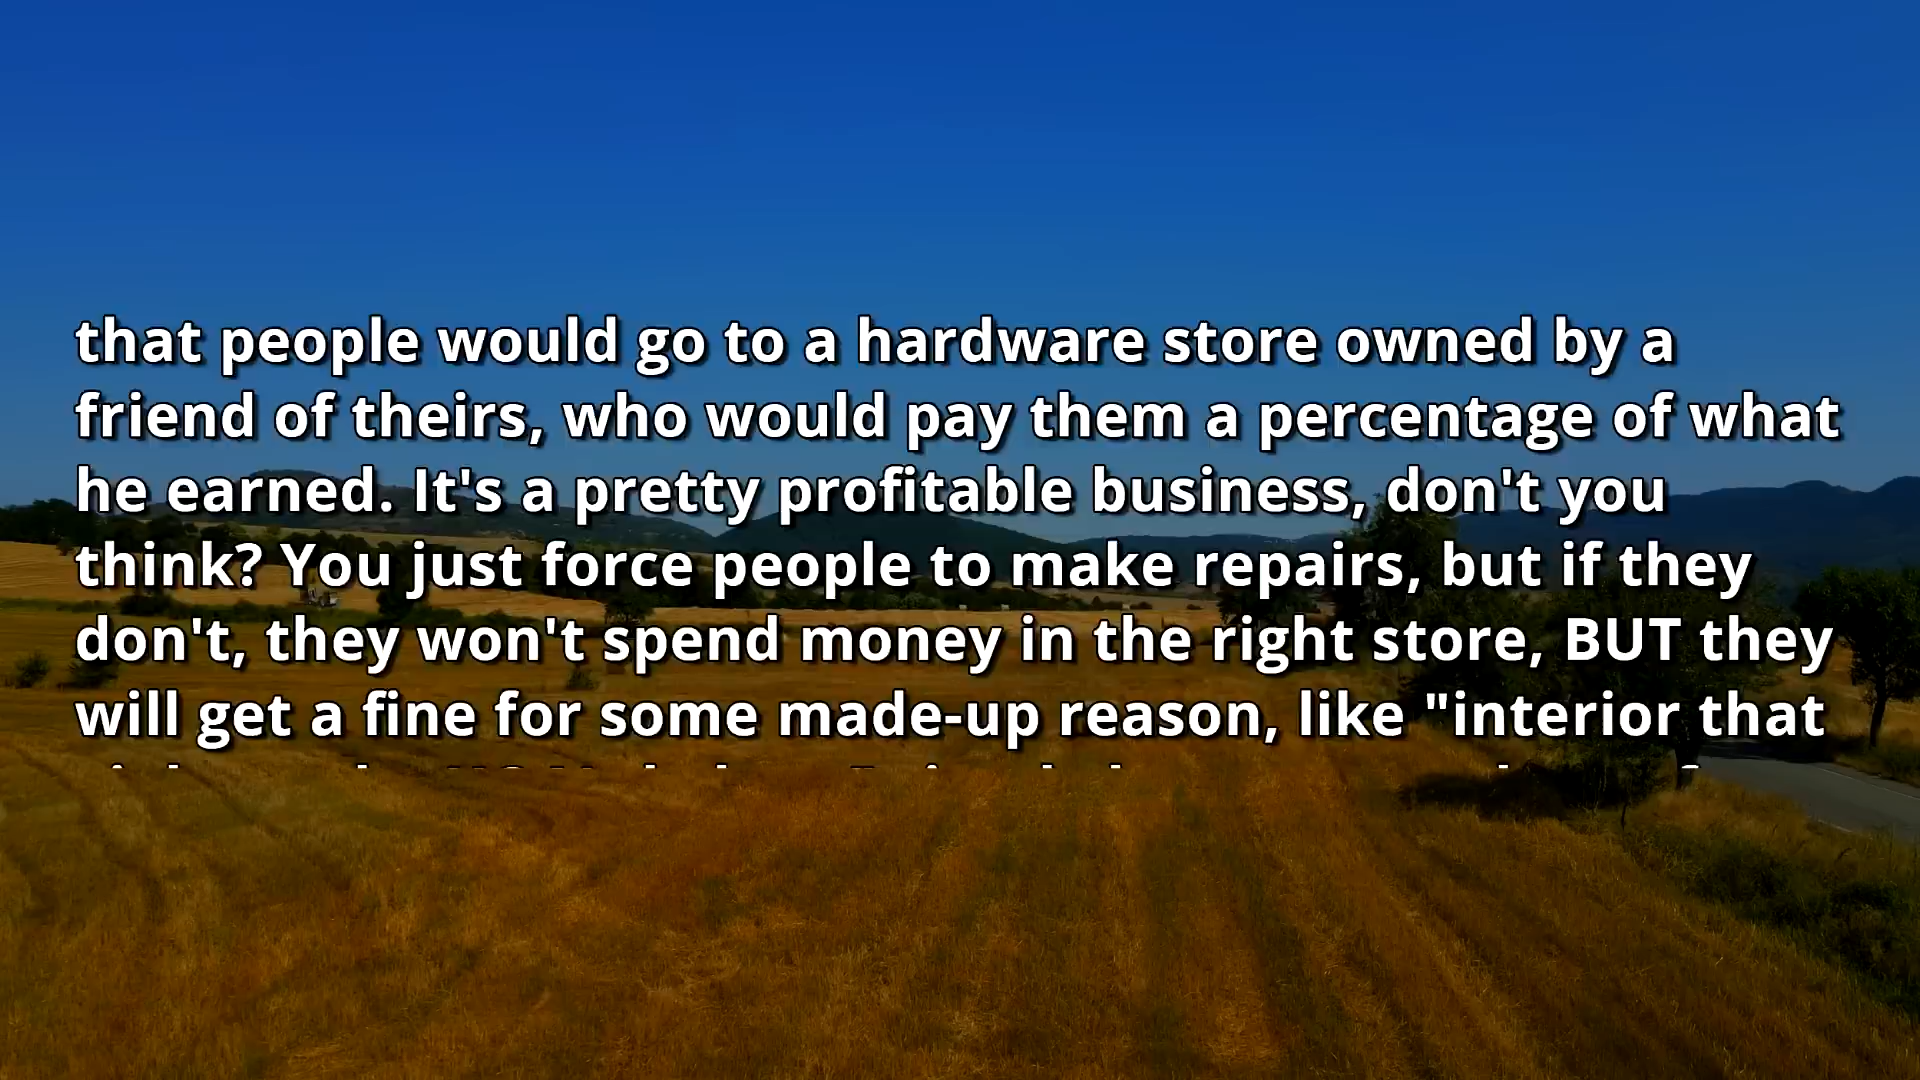 that people would go to a hardware store owned by a
friend of theirs, who would pay them a percentage of what
he earned. It's a pretty profitable business, don't you
think? You just force people to make repairs, but if they
don't, they won't spend money in the right store, BUT they
will get a fine for some made-up reason, like "interior that